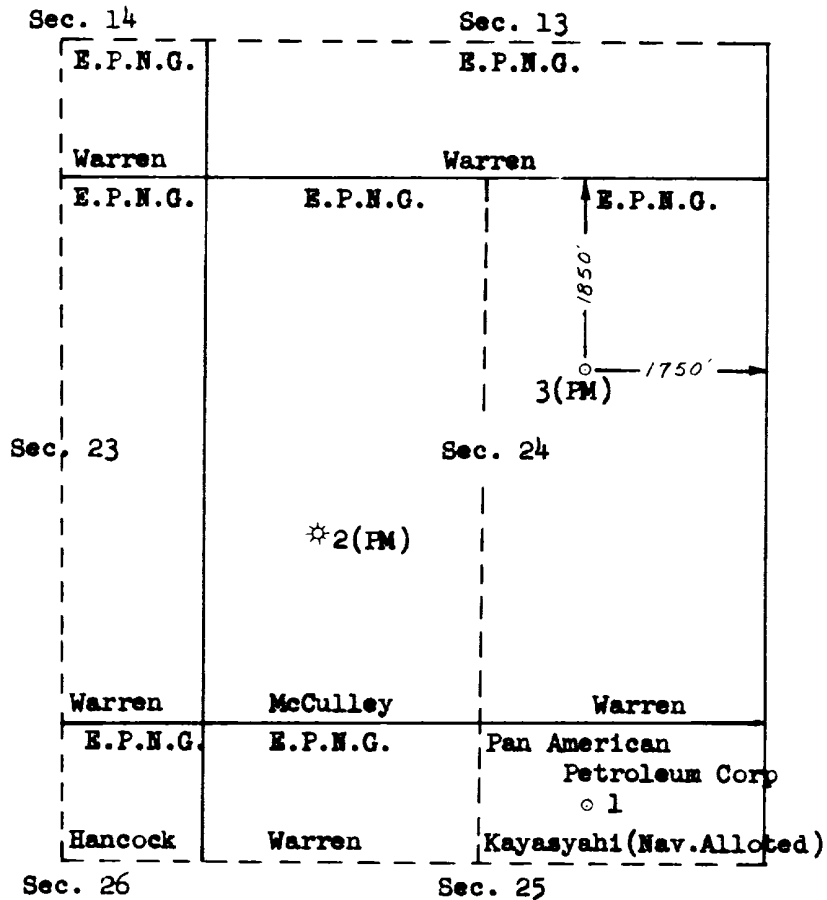 Sec. 14
Sec. 13
E.P.N.G.
E.P.N.G.
Warren
Warren
E.P.N.G.
E.P.N.G.
E.P.N.G.
1850'
1750'
3(PM)
Sec. 23
Sec. 24
2(PM)
Warren
McCulley
Warren
E.P.N.G.
E.P.N.G.
Pan American
Petroleum Corp
1
Hancock
Warren
Kayasyahi(Nav.Alloted)
Sec. 26
Sec. 25